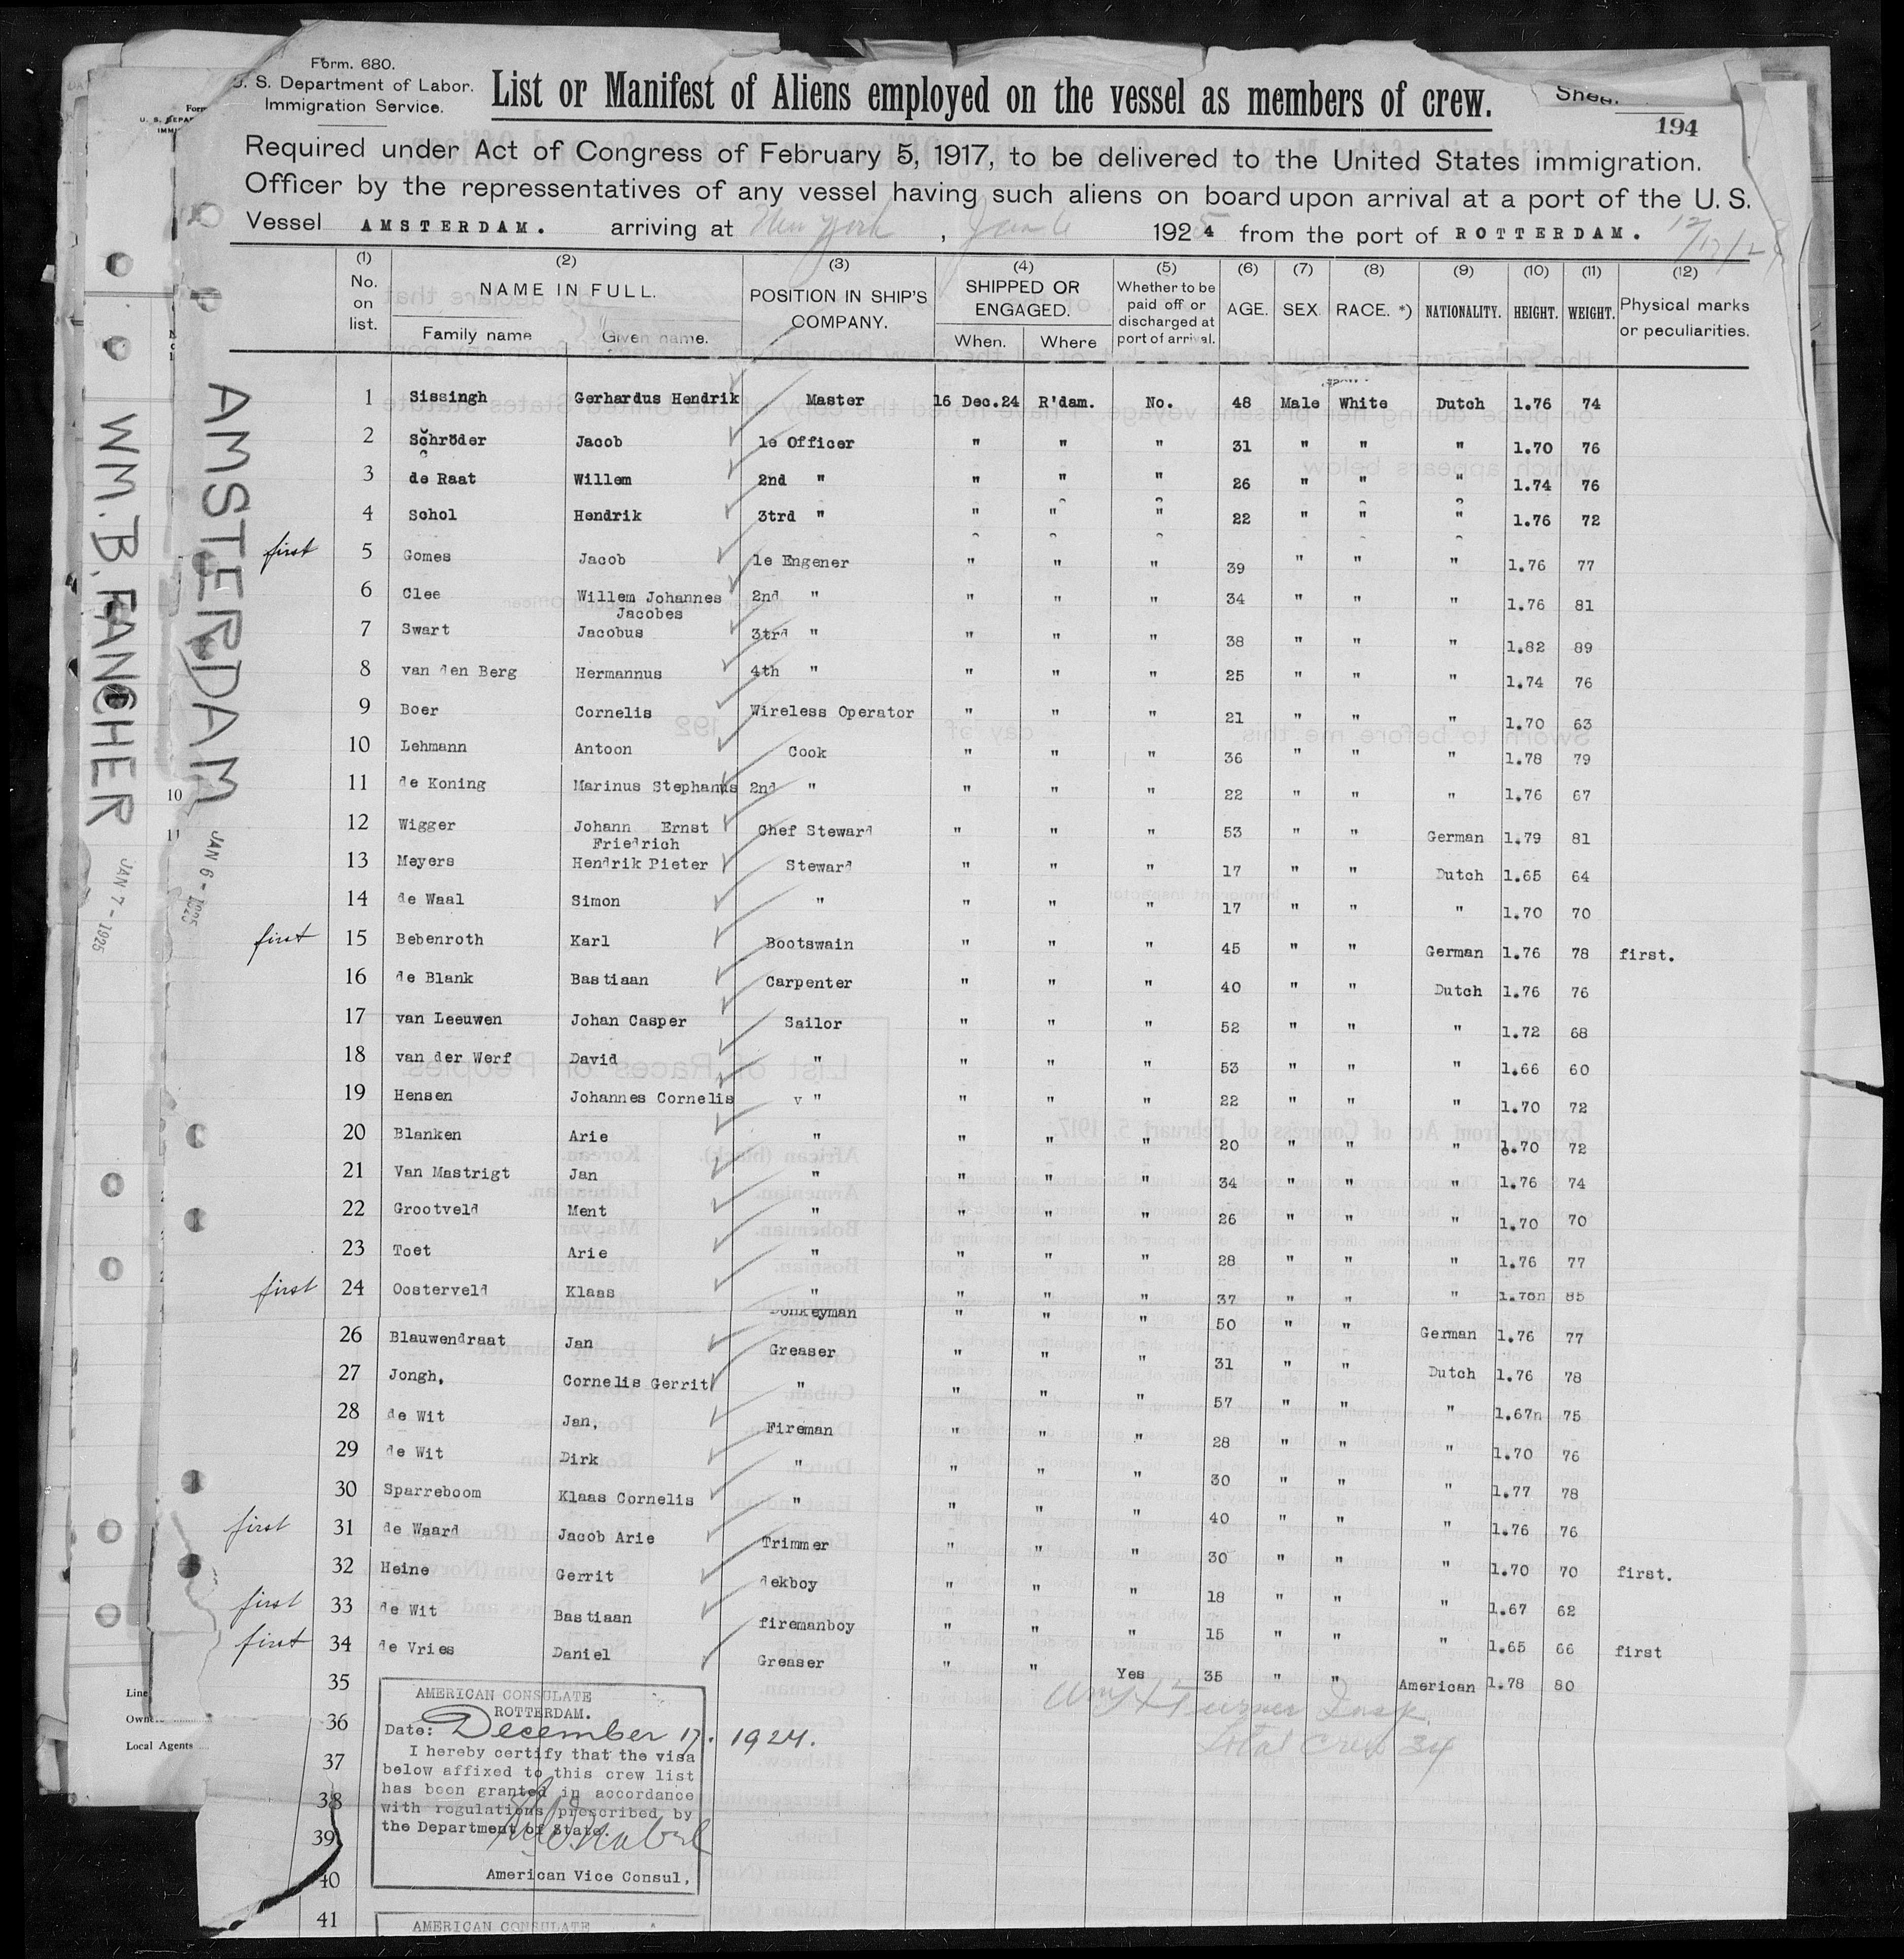 Form. 680.
U. S. Department of Labor.
Immigration Service.
List or Manifest of Aliens employed on the vessel as members of crew.
194
Required under Act of Congress of February 5, 1917, to be delivered to the United States immigration.
Officer by the representatives of any vessel having such aliens on board upon arrival at a port of the U. S.
Vessel AMSTERDAM. arriving at New York, Jan 6 1925 from the port of ROTTERDAM.
(1) (2) (3) (4) (5) (6) (7) (8) (9) (10) (11) (12)
No. on list. NAME IN FULL. Family name Given name. POSITION IN SHIP'S COMPANY. SHIPPED OR ENGAGED. When. Where Whether to be paid off or discharged at port of arrival. AGE. SEX RACE. *) NATIONALITY. HEIGHT. WEIGHT. Physical marks or peculiarities.
1 Sissingh Gerhardus Hendrik Master 16 Dec.24 R'dam. No. 48 Male White Dutch 1.76 74
2 Schröder Jacob 1e Officer " " " 31 " " " 1.70 76
3 de Raat Willem 2nd " " " " 26 " " " 1.74 76
4 Schol Hendrik 3trd " " " " 22 " " " 1.76 72
first 5 Gomes Jacob 1e Engener " " " 39 " " " 1.76 77
6 Clee Willem Johannes Jacobes 2nd " " " " 34 " " " 1.76 81
7 Swart Jacobus 3trd " " " " 38 " " " 1.82 89
8 van den Berg Hermannus 4th " " " " 25 " " " 1.74 76
9 Boer Cornelis Wireless Operator " " " 21 " " " 1.70 63
10 Lehmann Antoon Cook " " " 36 " " " 1.78 79
11 de Koning Marinus Stephanus 2nd " " " " 22 " " " 1.76 67
12 Wigger Johann Ernst Friedrich Chef Steward " " " 53 " " German 1.79 81
13 Meyers Hendrik Pieter Steward " " " 17 " " Dutch 1.65 64
14 de Waal Simon " " " " 17 " " " 1.70 70
first 15 Bebenroth Karl Bootswain " " " 45 " " German 1.76 78 first.
16 de Blank Bastiaan Carpenter " " " 40 " " Dutch 1.76 76
17 van Leeuwen Johan Casper Sailor " " " 52 " " " 1.72 68
18 van der Werf David " " " " 53 " " " 1.66 60
19 Hensen Johannes Cornelis v " " " " 22 " " " 1.70 72
20 Blanken Arie " " " " 20 " " " 1.70 72
21 Van Mastrigt Jan " " " " 34 " " " 1.76 74
22 Grootveld Ment " " " " 26 " " " 1.70 70
23 Toet Arie " " " " 28 " " " 1.76 77
first 24 Oosterveld Klaas " " " " 37 " " " 1.76n 85
Donkeyman " " " 50 " " German 1.76 77
26 Blauwendraat Jan Greaser " " " 31 " " Dutch 1.76 78
27 Jongh, Cornelis Gerrit " " " " 57 " " " 1.67n 75
28 de Wit Jan, Fireman " " " 28 " " " 1.70 76
29 de Wit Dirk " " " " 30 " " " 1.77 78
30 Sparreboom Klaas Cornelis " " " " 40 " " " 1.76 76
first 31 de Waard Jacob Arie Trimmer " " " 30 " " " 1.70 70 first.
32 Heine Gerrit dekboy " " " 18 " " " 1.67 62
first 33 de Wit Bastiaan firemanboy " " " 15 " " " 1.65 66 first
first 34 de Vries Daniel Greaser " " Yes 35 " " American 1.78 80
35
36
37
38
39
40
41
AMERICAN CONSULATE
ROTTERDAM.
Date: December 17. 1924.
I hereby certify that the visa
below affixed to this crew list
has been granted in accordance
with regulations prescribed by
the Department of State.
American Vice Consul,
AMERICAN CONSULATE
Turner Insp
Total Crew 34
AMSTERDAM
JAN 6 - 1925
WM. B. FANCHER
JAN 7 - 1925
10
11
Line
Owners
Local Agents